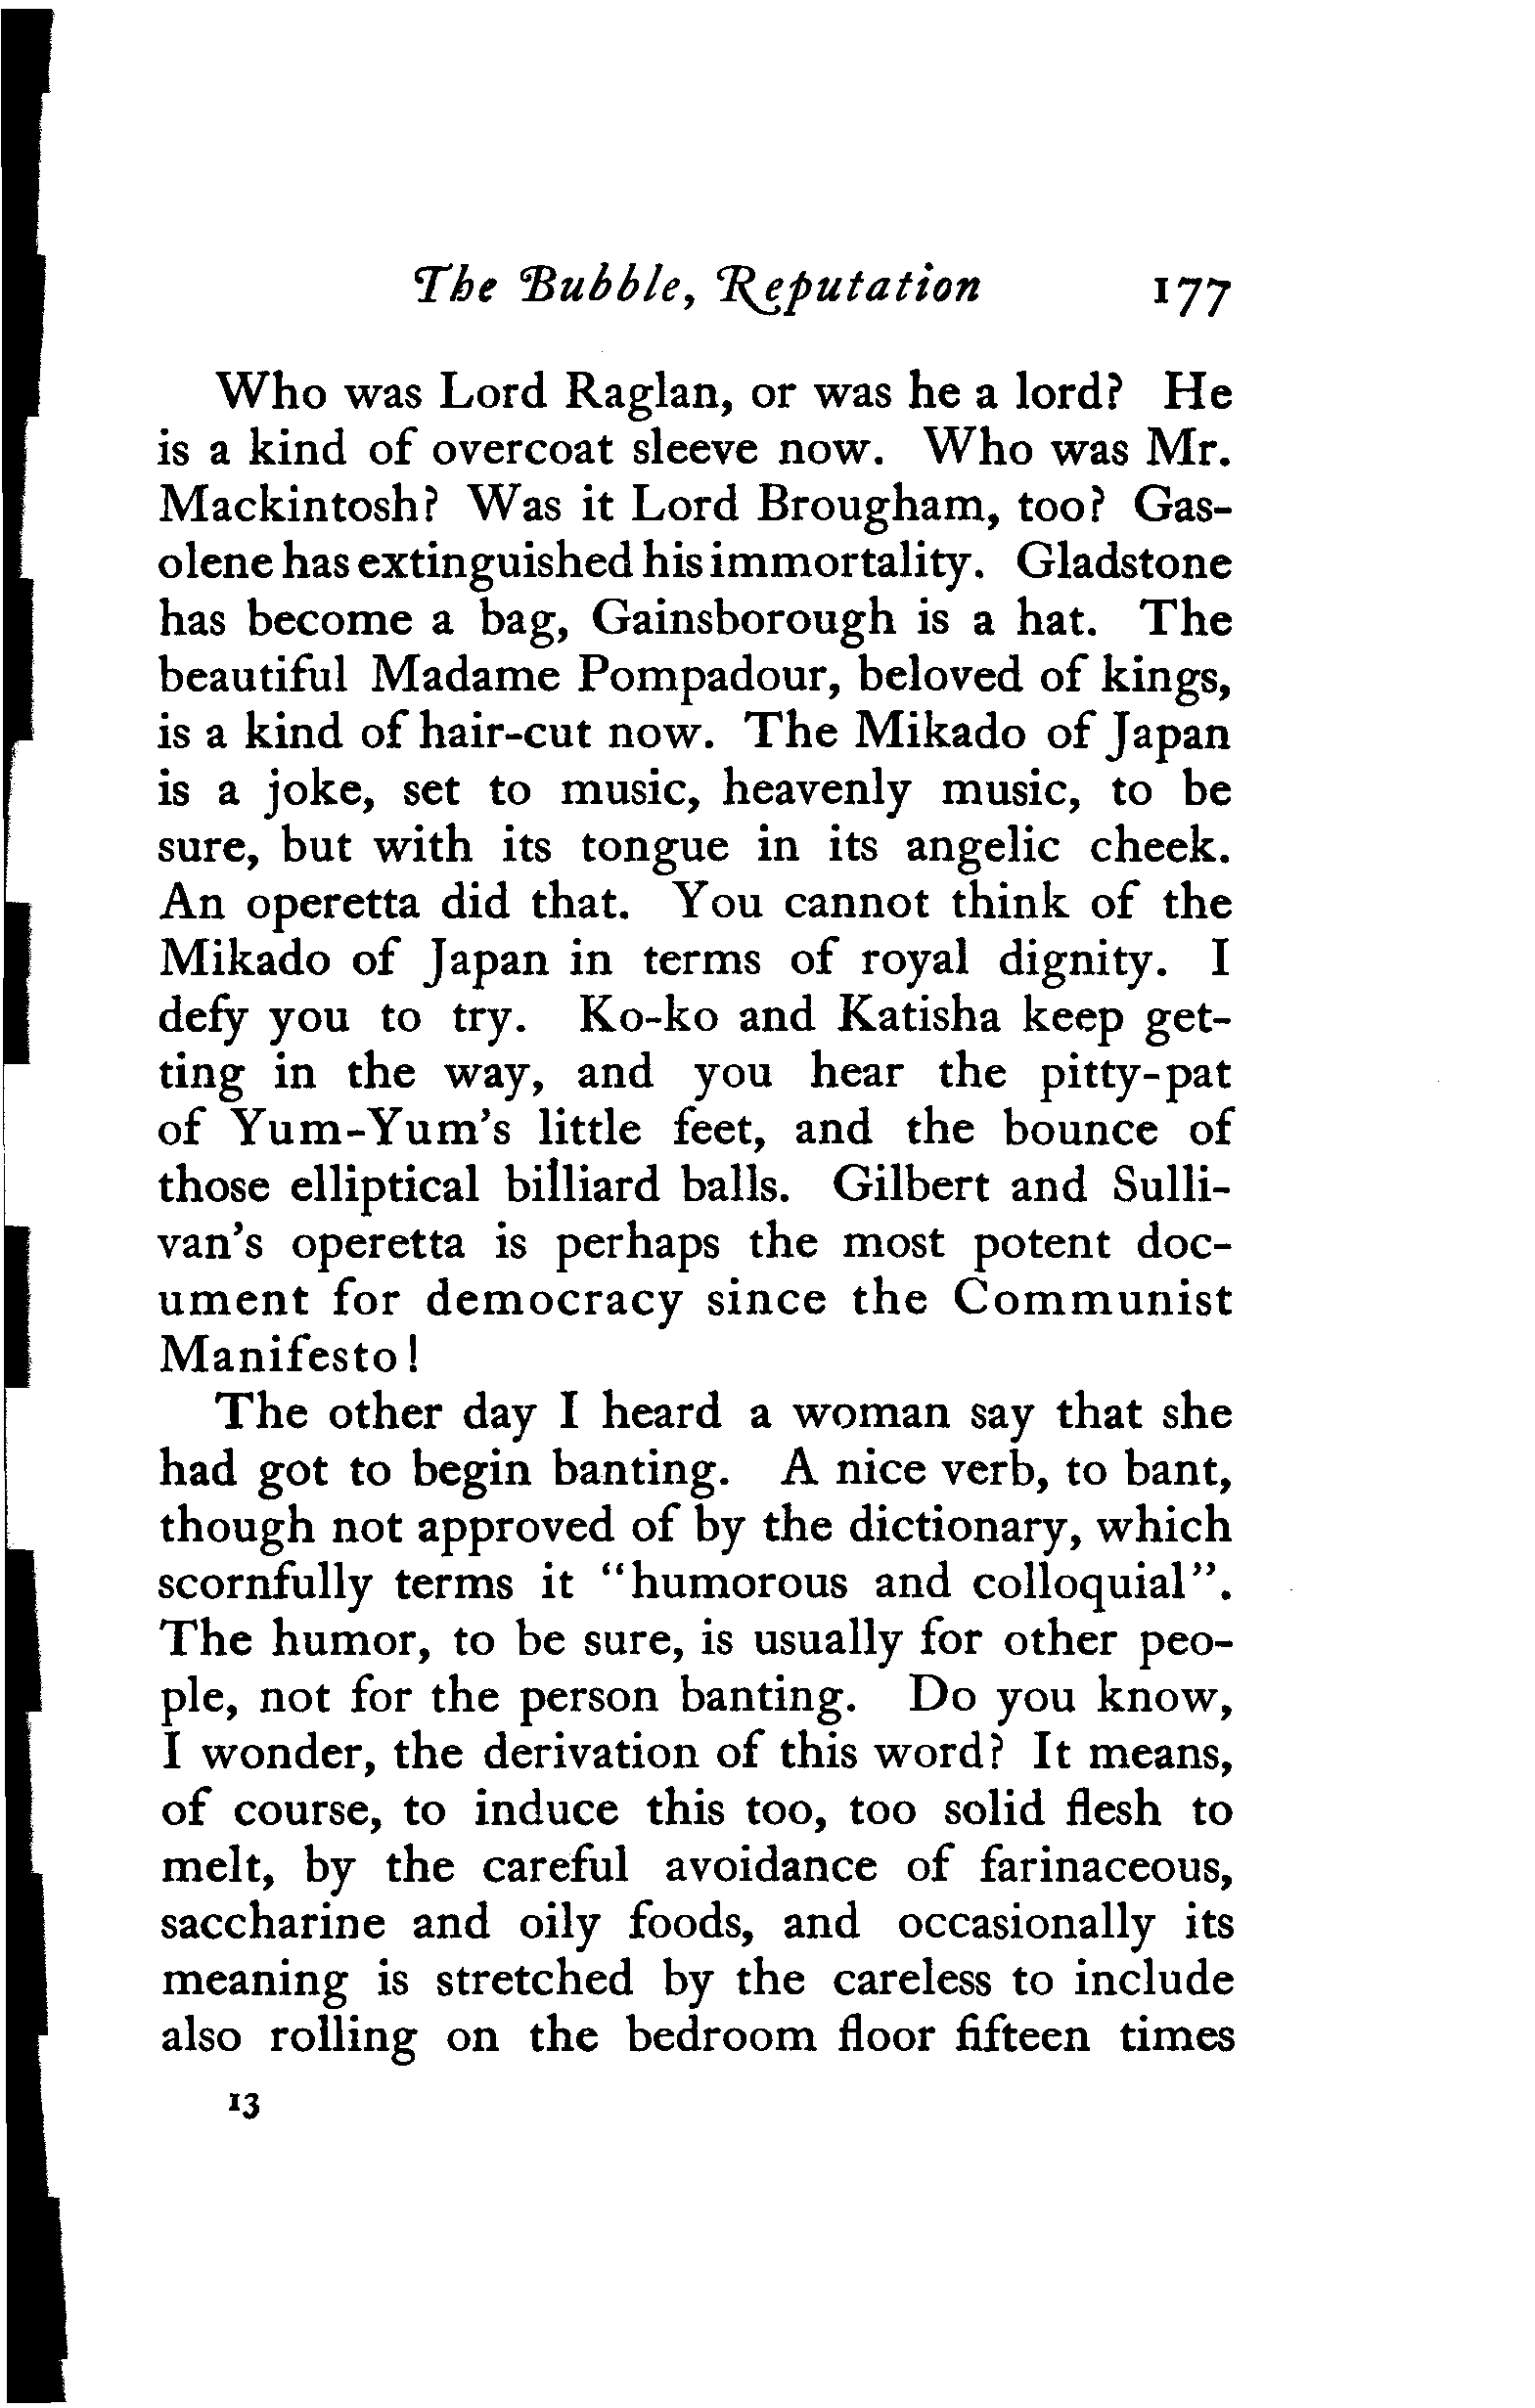 The Bubble, Reputation 177
Who was Lord Raglan, or was he a lord? He
is a kind of overcoat sleeve now. Who was Mr.
Mackintosh? Was it Lord Brougham, too? Gas-
olene has extinguished his immortality. Gladstone
has become a bag, Gainsborough is a hat. The
beautiful Madame Pompadour, beloved of kings,
is a kind of hair-cut now. The Mikado of Japan
is a joke, set to music, heavenly music, to be
sure, but with its tongue in its angelic cheek.
An operetta did that. You cannot think of the
Mikado of Japan in terms of royal dignity. I
defy you to try. Ko-ko and Katisha keep get-
ting in the way, and you hear the pitty-pat
of Yum-Yum's little feet, and the bounce of
those elliptical billiard balls. Gilbert and Sulli-
van's operetta is perhaps the most potent doc-
ument for democracy since the Communist
Manifesto!
The other day I heard a woman say that she
had got to begin banting. A nice verb, to bant,
though not approved of by the dictionary, which
scornfully terms it "humorous and colloquial".
The humor, to be sure, is usually for other peo-
ple, not for the person banting. Do you know,
I wonder, the derivation of this word? It means,
of course, to induce this too, too solid flesh to
melt, by the careful avoidance of farinaceous,
saccharine and oily foods, and occasionally its
meaning is stretched by the careless to include
also rolling on the bedroom floor fifteen times
13